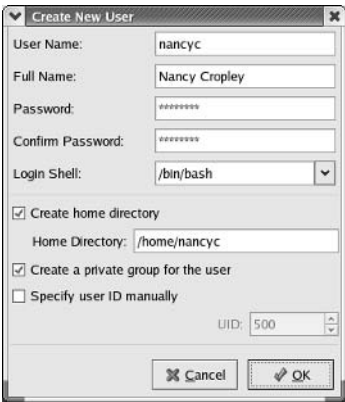 Create New User
User Name: nancyc
Full Name: Nancy Cropley
Password: ********
Confirm Password: ********
Login Shell: /bin/bash
Create home directory
Home Directory: /home/nancyc
Create a private group for the user
Specify user ID manually
UID: 500
Cancel OK